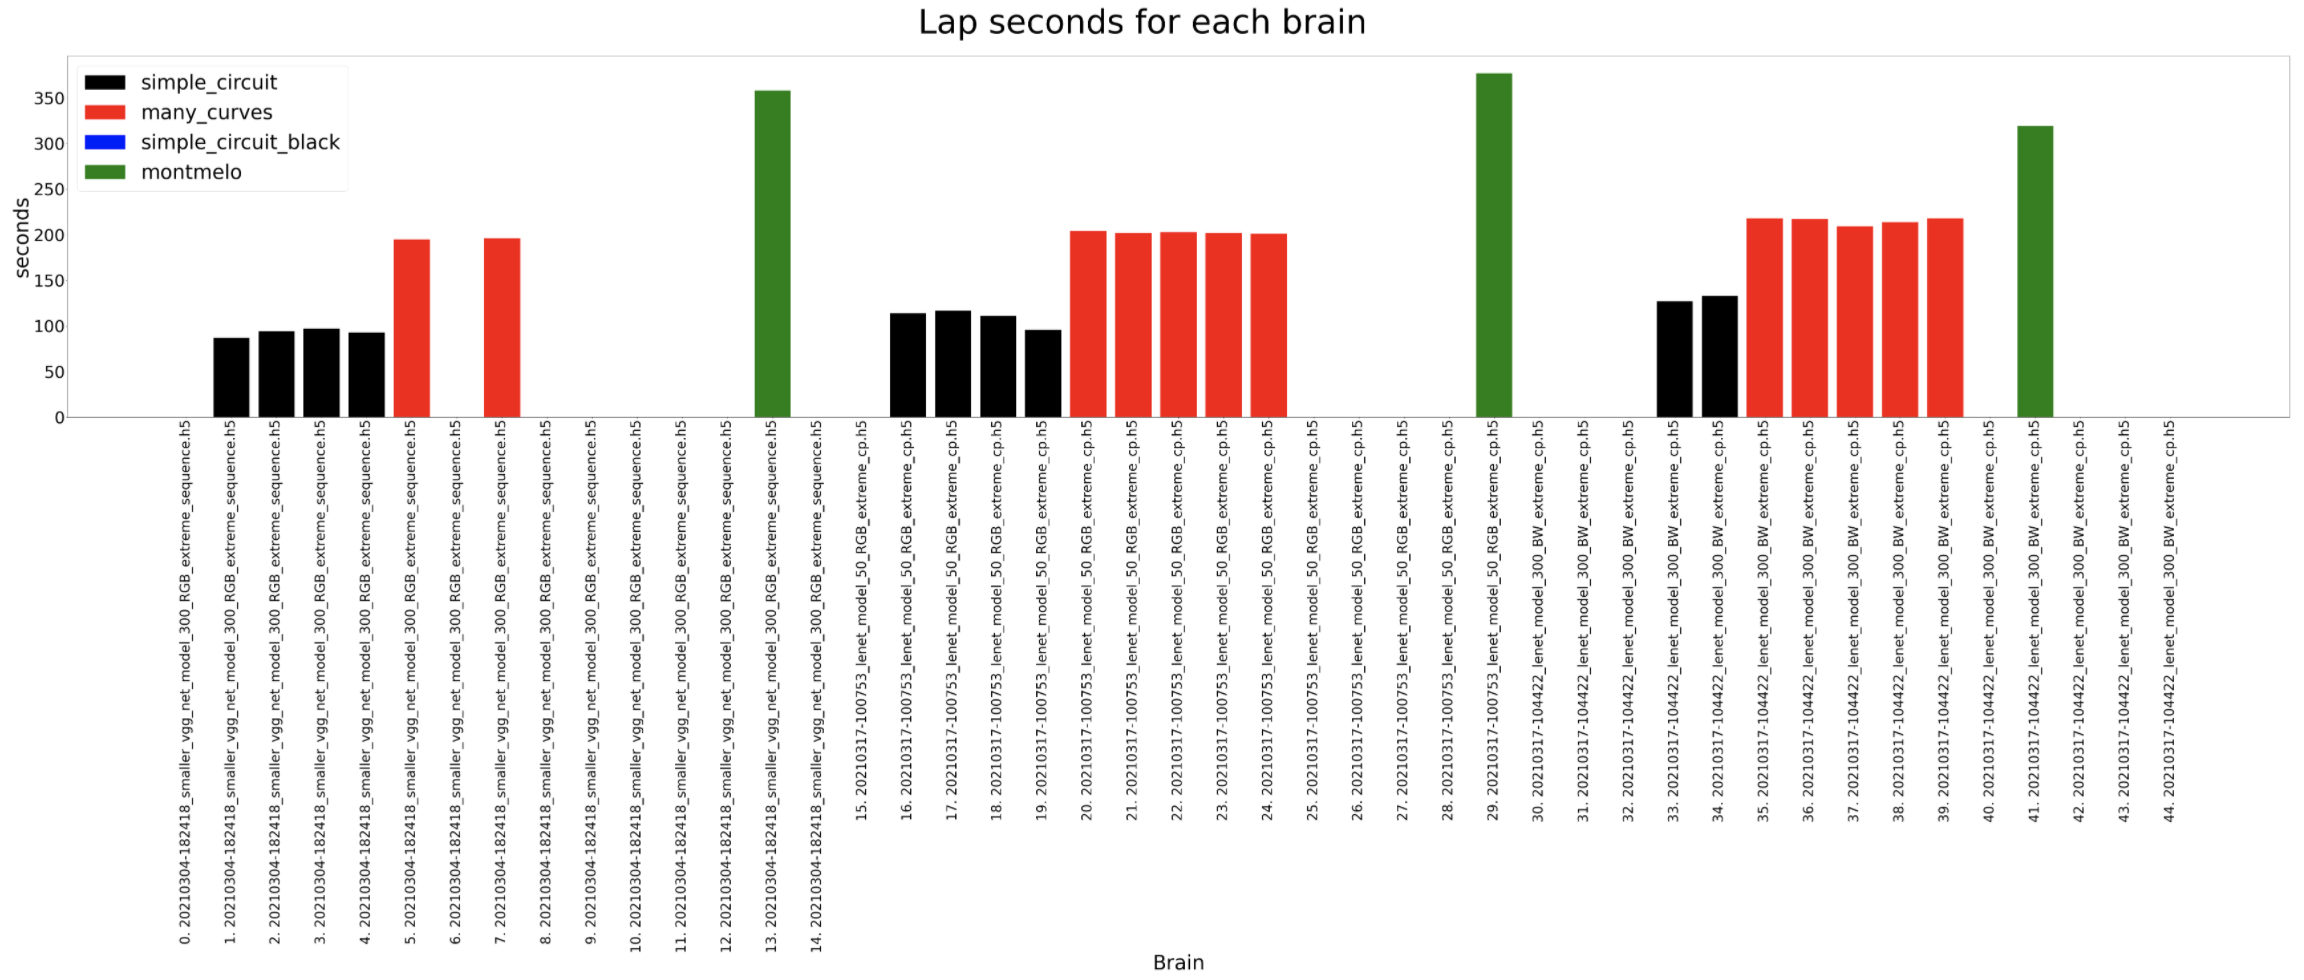 Lap seconds for each brain
simple_circuit
many_curves
simple_circuit_black
montmelo
seconds
350
300
250
200
150
100
50
0
0. 20210304-182418_smaller_vgg_net_model_300_RGB_extreme_sequence.h5
1. 20210304-182418_smaller_vgg_net_model_300_RGB_extreme_sequence.h5
2. 20210304-182418_smaller_vgg_net_model_300_RGB_extreme_sequence.h5
3. 20210304-182418_smaller_vgg_net_model_300_RGB_extreme_sequence.h5
4. 20210304-182418_smaller_vgg_net_model_300_RGB_extreme_sequence.h5
5. 20210304-182418_smaller_vgg_net_model_300_RGB_extreme_sequence.h5
6. 20210304-182418_smaller_vgg_net_model_300_RGB_extreme_sequence.h5
7. 20210304-182418_smaller_vgg_net_model_300_RGB_extreme_sequence.h5
8. 20210304-182418_smaller_vgg_net_model_300_RGB_extreme_sequence.h5
9. 20210304-182418_smaller_vgg_net_model_300_RGB_extreme_sequence.h5
10. 20210304-182418_smaller_vgg_net_model_300_RGB_extreme_sequence.h5
11. 20210304-182418_smaller_vgg_net_model_300_RGB_extreme_sequence.h5
12. 20210304-182418_smaller_vgg_net_model_300_RGB_extreme_sequence.h5
13. 20210304-182418_smaller_vgg_net_model_300_RGB_extreme_sequence.h5
14. 20210304-182418_smaller_vgg_net_model_300_RGB_extreme_sequence.h5
15. 20210317-100753_lenet_model_50_RGB_extreme_cp.h5
16. 20210317-100753_lenet_model_50_RGB_extreme_cp.h5
17. 20210317-100753_lenet_model_50_RGB_extreme_cp.h5
18. 20210317-100753_lenet_model_50_RGB_extreme_cp.h5
19. 20210317-100753_lenet_model_50_RGB_extreme_cp.h5
20. 20210317-100753_lenet_model_50_RGB_extreme_cp.h5
21. 20210317-100753_lenet_model_50_RGB_extreme_cp.h5
22. 20210317-100753_lenet_model_50_RGB_extreme_cp.h5
23. 20210317-100753_lenet_model_50_RGB_extreme_cp.h5
24. 20210317-100753_lenet_model_50_RGB_extreme_cp.h5
25. 20210317-100753_lenet_model_50_RGB_extreme_cp.h5
26. 20210317-100753_lenet_model_50_RGB_extreme_cp.h5
27. 20210317-100753_lenet_model_50_RGB_extreme_cp.h5
28. 20210317-100753_lenet_model_50_RGB_extreme_cp.h5
29. 20210317-100753_lenet_model_50_RGB_extreme_cp.h5
30. 20210317-104422_lenet_model_300_BW_extreme_cp.h5
31. 20210317-104422_lenet_model_300_BW_extreme_cp.h5
32. 20210317-104422_lenet_model_300_BW_extreme_cp.h5
33. 20210317-104422_lenet_model_300_BW_extreme_cp.h5
34. 20210317-104422_lenet_model_300_BW_extreme_cp.h5
35. 20210317-104422_lenet_model_300_BW_extreme_cp.h5
36. 20210317-104422_lenet_model_300_BW_extreme_cp.h5
37. 20210317-104422_lenet_model_300_BW_extreme_cp.h5
38. 20210317-104422_lenet_model_300_BW_extreme_cp.h5
39. 20210317-104422_lenet_model_300_BW_extreme_cp.h5
40. 20210317-104422_lenet_model_300_BW_extreme_cp.h5
41. 20210317-104422_lenet_model_300_BW_extreme_cp.h5
42. 20210317-104422_lenet_model_300_BW_extreme_cp.h5
43. 20210317-104422_lenet_model_300_BW_extreme_cp.h5
44. 20210317-104422_lenet_model_300_BW_extreme_cp.h5
Brain